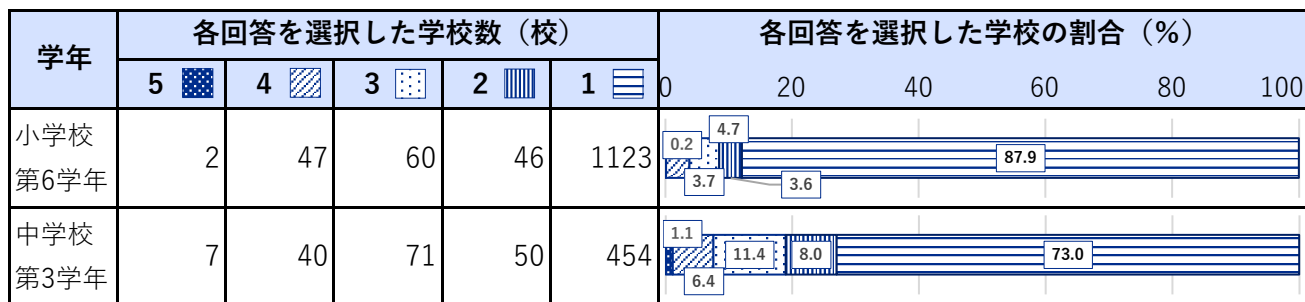 学年
各回答を選択した学校数（校）
各回答を選択した学校の割合（%）
5 4 3 2 1
0 20 40 60 80 100
小学校
第6学年
2 47 60 46 1123
0.2 3.7 4.7 3.6 87.9
中学校
第3学年
7 40 71 50 454
1.1 6.4 11.4 8.0 73.0